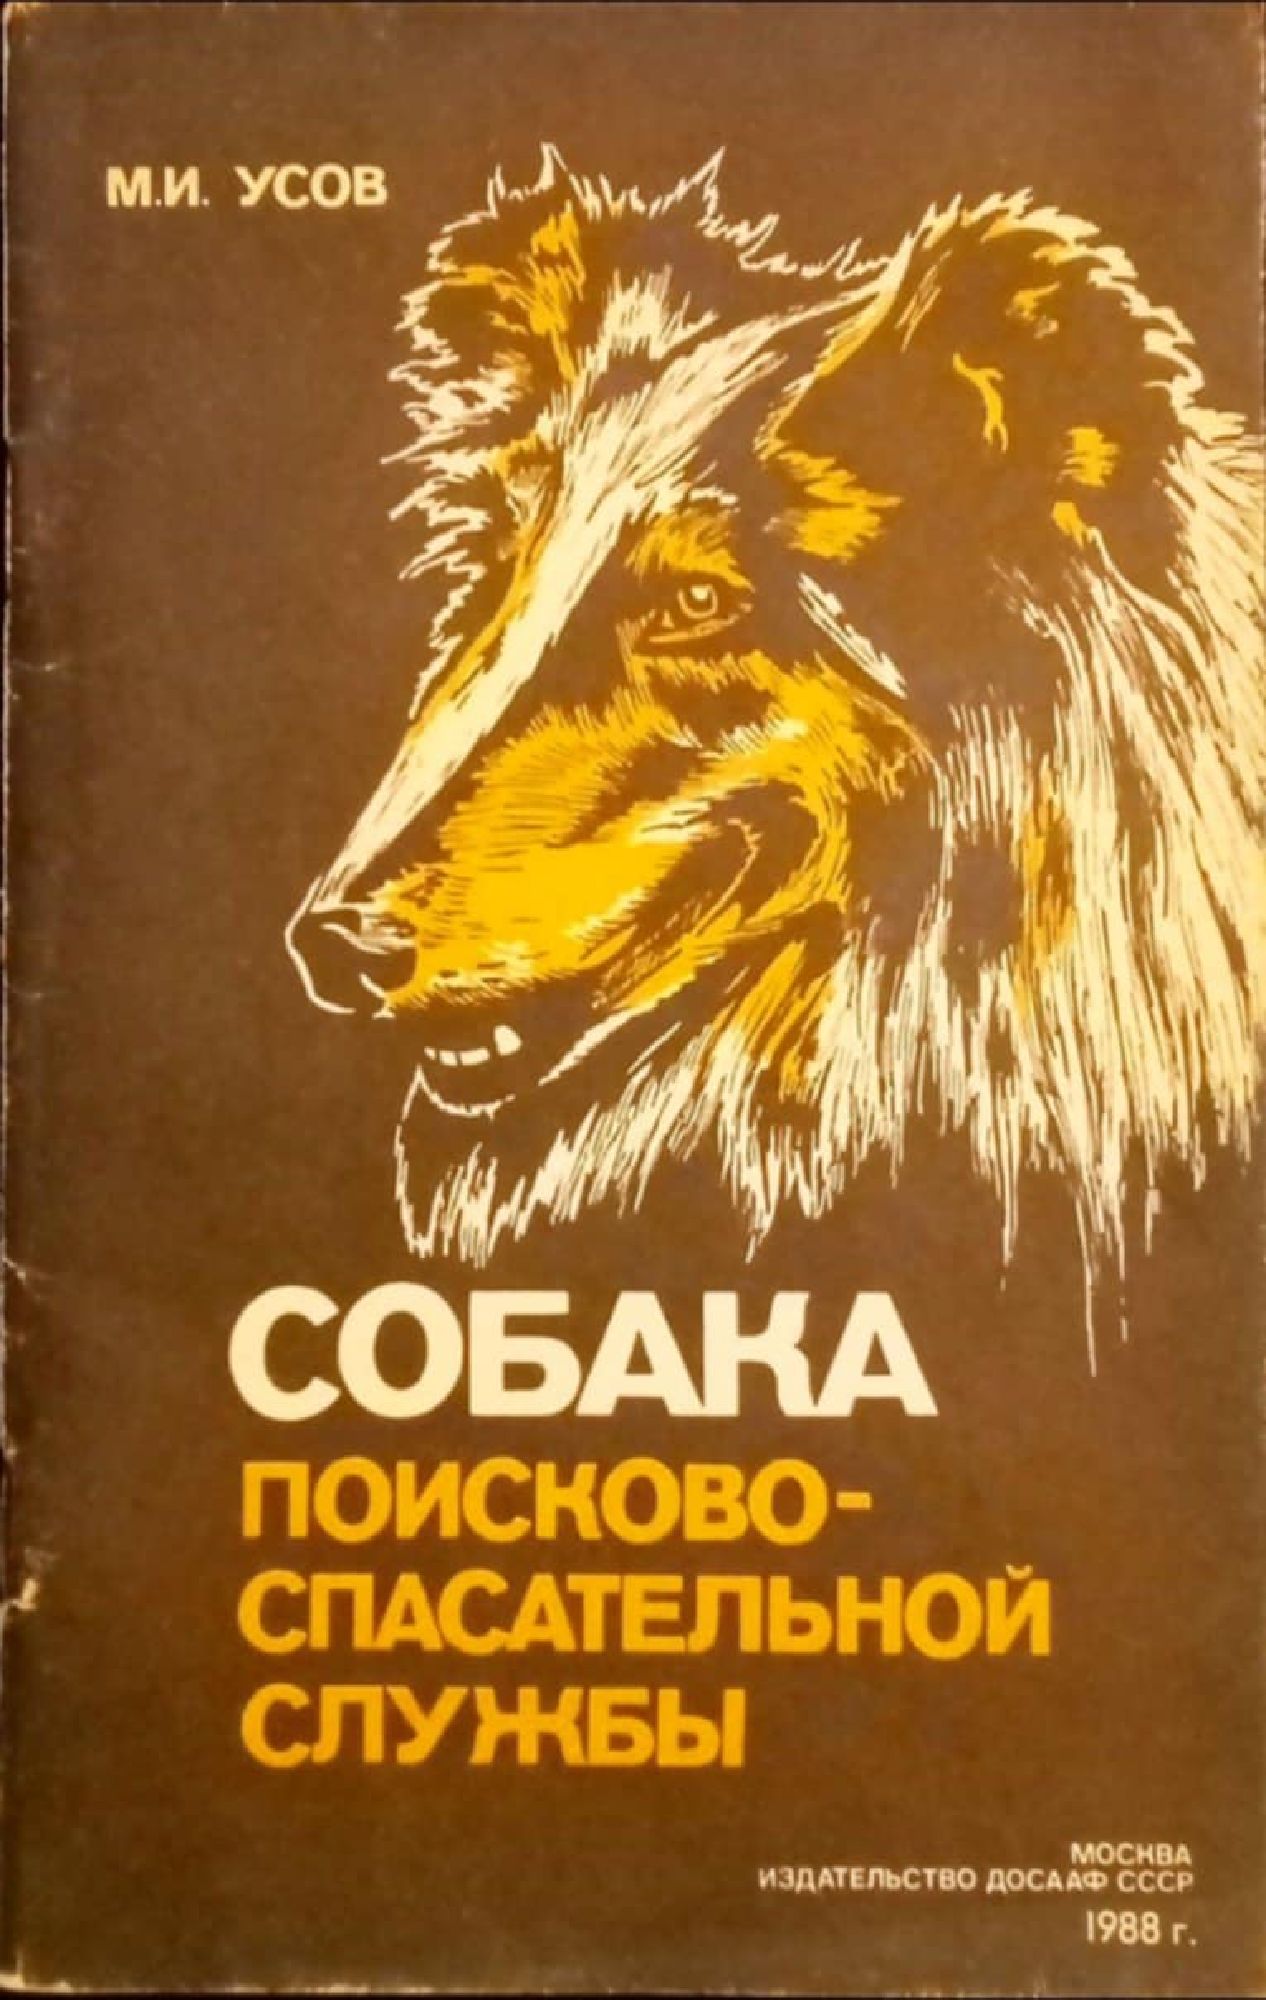 М.И. УСОВ
СОБАКА
ПОИСКОВО-
СПАСАТЕЛЬНОЙ
СЛУЖБЫ
МОСКВА
ИЗДАТЕЛЬСТВО ДОСААФ СССР
1988 г.